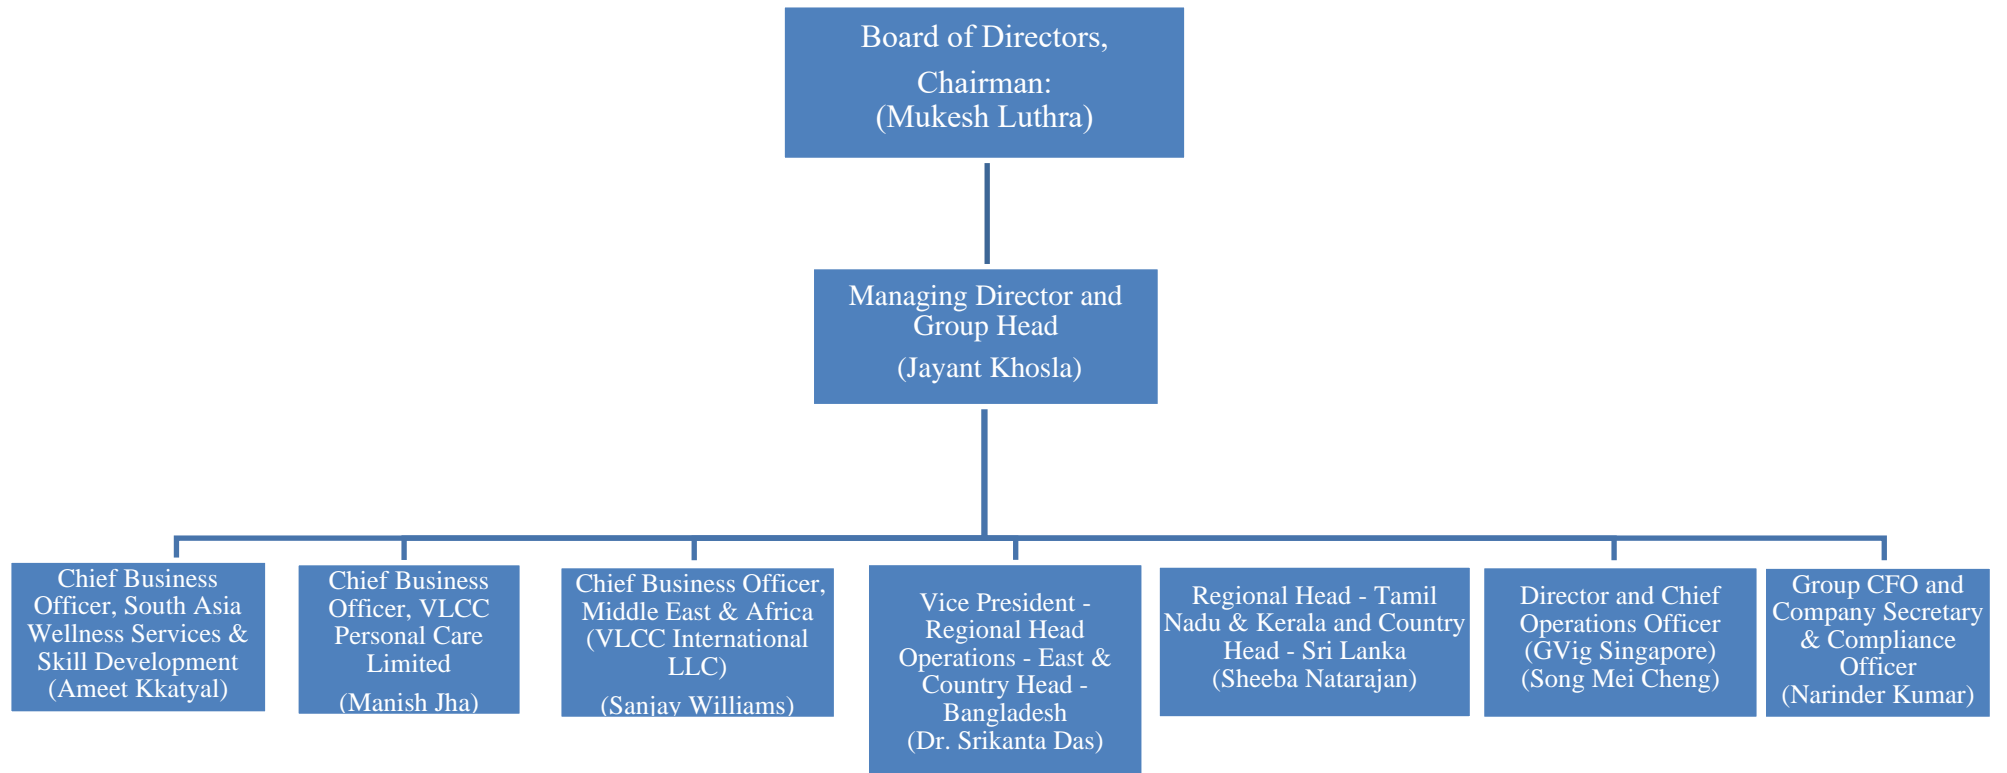 Board of Directors,
Chairman:
(Mukesh Luthra)
Managing Director and
Group Head
(Jayant Khosla)
Chief Business
Officer, South Asia
Wellness Services &
Skill Development
(Ameet Kkatyal)
Chief Business
Officer, VLCC
Personal Care
Limited
(Manish Jha)
Chief Business Officer,
Middle East & Africa
(VLCC International
LLC)
(Sanjay Williams)
Vice President -
Regional Head
Operations - East &
Country Head -
Bangladesh
(Dr. Srikanta Das)
Regional Head - Tamil
Nadu & Kerala and Country
Head - Sri Lanka
(Sheeba Natarajan)
Director and Chief
Operations Officer
(GVig Singapore)
(Song Mei Cheng)
Group CFO and
Company Secretary
& Compliance
Officer
(Narinder Kumar)